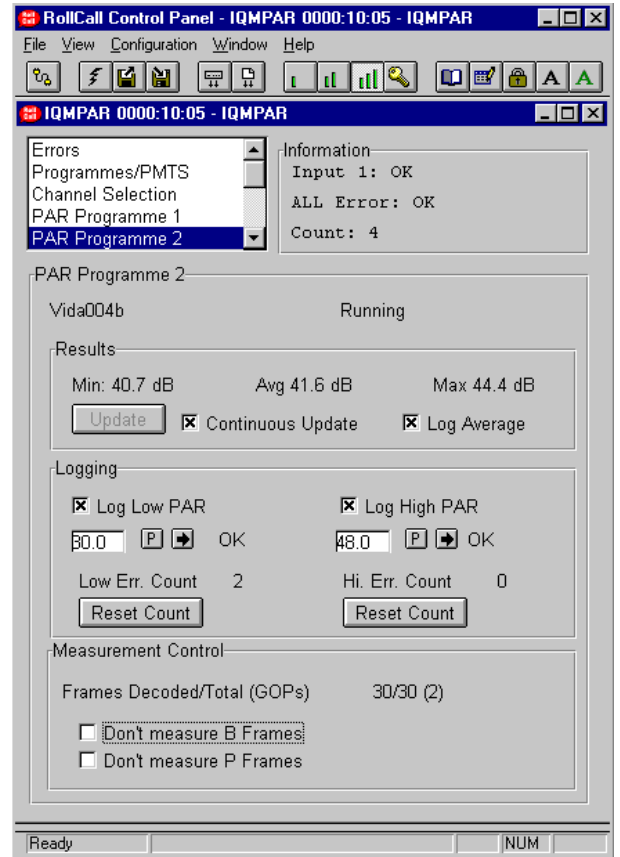 RollCall Control Panel - IQMPAR 0000:10:05 - IQMPAR
File View Configuration Window Help
A A
IQMPAR 0000:10:05 - IQMPAR
Errors
Programmes/PMTS
Channel Selection
PAR Programme 1
PAR Programme 2
Information
Input 1: OK
ALL Error: OK
Count: 4
PAR Programme 2
Vida004b Running
Results
Min: 40.7 dB Avg 41.6 dB Max 44.4 dB
Update Continuous Update Log Average
Logging
Log Low PAR Log High PAR
30.0 P OK 48.0 P OK
Low Err. Count 2 Hi. Err. Count 0
Reset Count Reset Count
Measurement Control
Frames Decoded/Total (GOPs) 30/30 (2)
Don't measure B Frames
Don't measure P Frames
Ready NUM